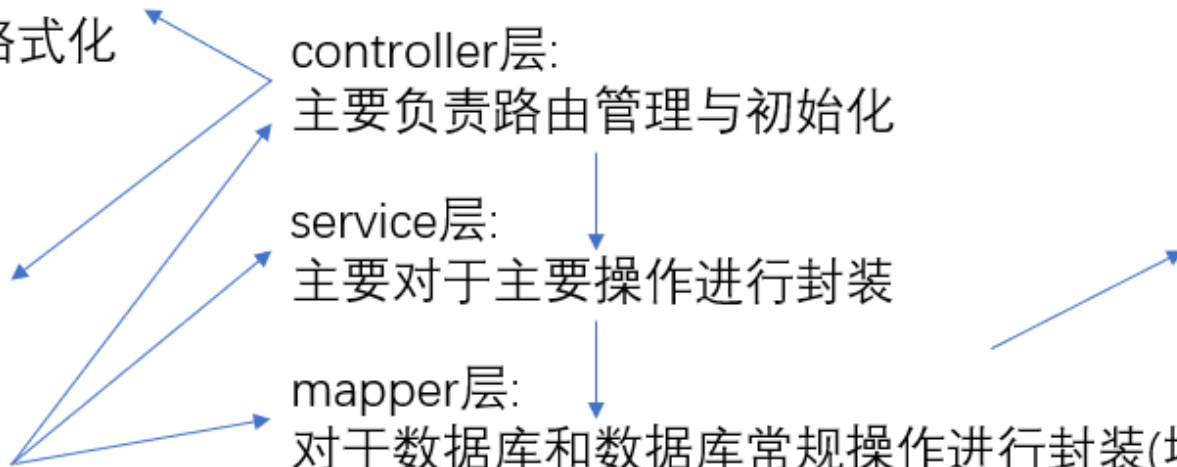 式化
controller层:
主要负责路由管理与初始化
service层:
主要对于主要操作进行封装
mapper层:
对于数据库和数据库常规操作进行封装(